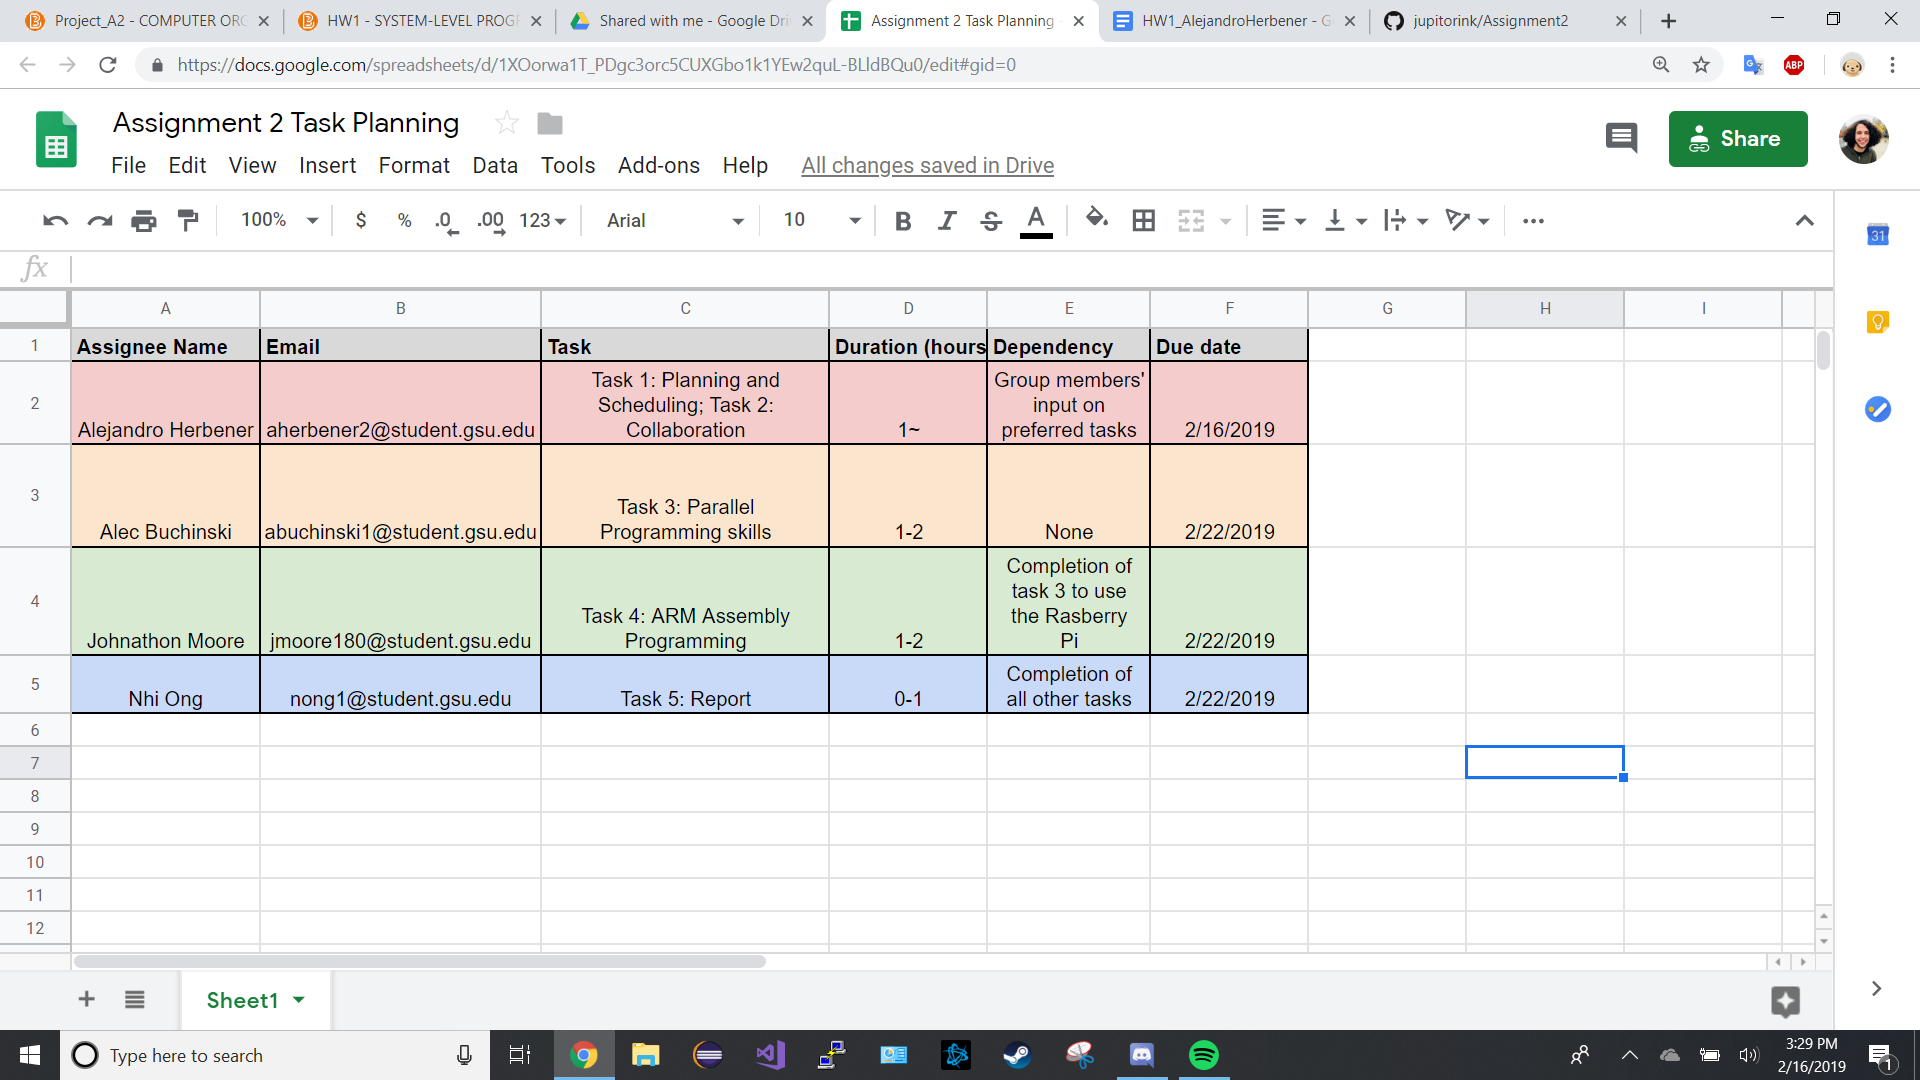 Project_A2 - COMPUTER ORG
HW1 - SYSTEM-LEVEL PROGR
Shared with me - Google Dri
Assignment 2 Task Planning
HW1_AlejandroHerbener - G
jupitorink/Assignment2
https://docs.google.com/spreadsheets/d/1XOorwa1T_PDgc3orc5CUXGbo1k1YEw2quL-BLldBQu0/edit#gid=0
ABP
Assignment 2 Task Planning
Share
File Edit View Insert Format Data Tools Add-ons Help All changes saved in Drive
100% $ % .0 .00 123 Arial 10 B I S A
31
fx
A B C D E F G H I
1 Assignee Name Email Task Duration (hours Dependency Due date
2 Alejandro Herbener aherbener2@student.gsu.edu Task 1: Planning and
Scheduling; Task 2:
Collaboration 1~ Group members'
input on
preferred tasks 2/16/2019
3 Alec Buchinski abuchinski1@student.gsu.edu Task 3: Parallel
Programming skills 1-2 None 2/22/2019
4 Johnathon Moore jmoore180@student.gsu.edu Task 4: ARM Assembly
Programming 1-2 Completion of
task 3 to use
the Rasberry
Pi 2/22/2019
5 Nhi Ong nong1@student.gsu.edu Task 5: Report 0-1 Completion of
all other tasks 2/22/2019
6
7
8
9
10
11
12
Sheet1
Type here to search
3:29 PM
2/16/2019
1